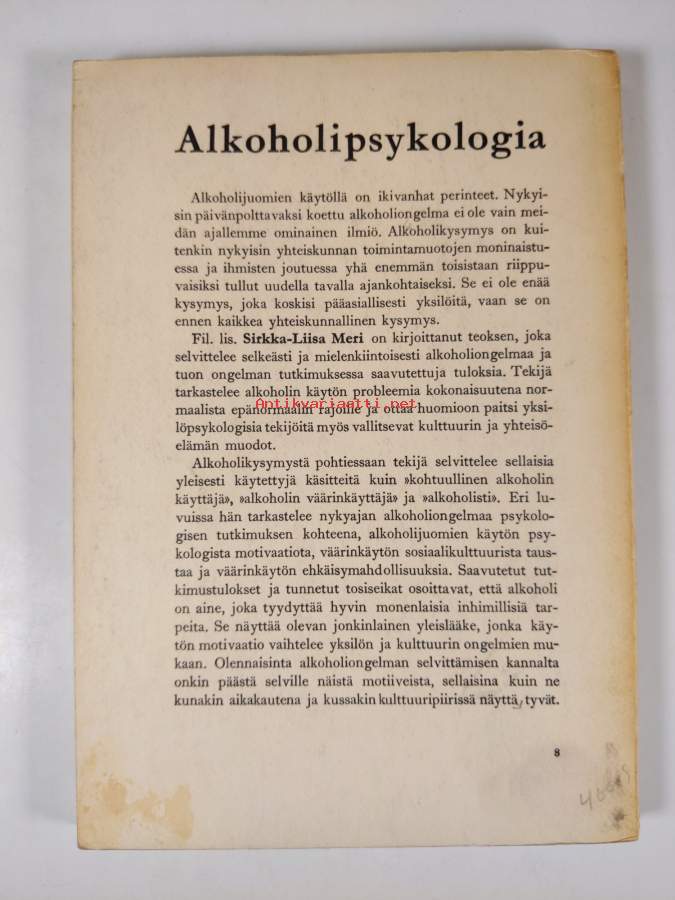 Alkoholipsykologia
Alkoholijuomien käytöllä on ikivanhat perinteet. Nykyi-
sin päivänpolttavaksi koettu alkoholiongelma ei ole vain mei-
dän ajallemme ominainen ilmiö. Alkoholikysymys on kui-
tenkin nykyisin yhteiskunnan toimintamuotojen moninaistu-
essa ja ihmisten joutuessa yhä enemmän toisistaan riippu-
vaisiksi tullut uudella tavalla ajankohtaiseksi. Se ei ole enää
kysymys, joka koskisi pääasiallisesti yksilöitä, vaan se on
ennen kaikkea yhteiskunnallinen kysymys.
Fil. lis. Sirkka-Liisa Meri on kirjoittanut teoksen, joka
selvittelee selkeästi ja mielenkiintoisesti alkoholiongelmaa ja
tuon ongelman tutkimuksessa saavutettuja tuloksia. Tekijä
tarkastelee alkoholin käytön probleemia kokonaisuutena nor-
maalista epänormaalin rajoille ja ottaa huomioon paitsi yksi-
Antikvariaatti.net
löpsykologisia tekijöitä myös vallitsevat kulttuurin ja yhteisö-
elämän muodot.
Alkoholikysymystä pohtiessaan tekijä selvittelee sellaisia
yleisesti käytettyjä käsitteitä kuin »kohtuullinen alkoholin
käyttäjä», »alkoholin väärinkäyttäjä» ja »alkoholisti». Eri lu-
vuissa hän tarkastelee nykyajan alkoholiongelmaa psykolo-
gisen tutkimuksen kohteena, alkoholijuomien käytön psy-
kologista motivaatiota, väärinkäytön sosiaalikulttuurista taus-
taa ja väärinkäytön ehkäisymahdollisuuksia. Saavutetut tut-
kimustulokset ja tunnetut tosiseikat osoittavat, että alkoholi
on aine, joka tyydyttää hyvin monenlaisia inhimillisiä tar-
peita. Se näyttää olevan jonkinlainen yleislääke, jonka käy-
tön motivaatio vaihtelee yksilön ja kulttuurin ongelmien mu-
kaan. Olennaisinta alkoholiongelman selvittämisen kannalta
onkin päästä selville näistä motiiveista, sellaisina kuin ne
kunakin aikakautena ja kussakin kulttuuripiirissä näyttäytyvät.
8